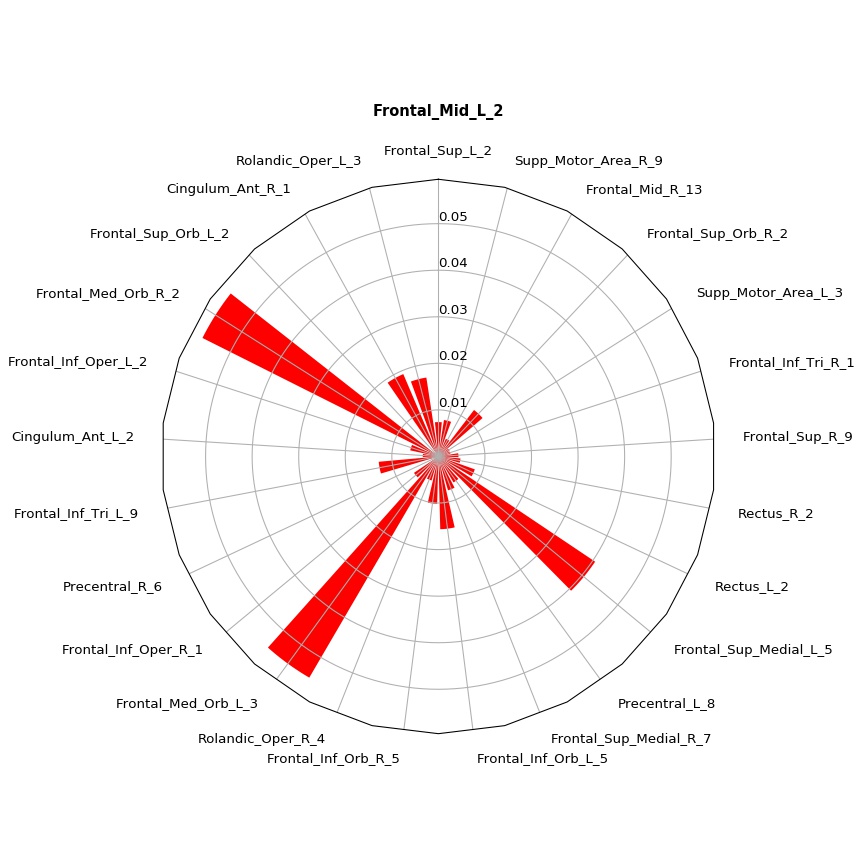 Frontal_Mid_L_2
Frontal_Sup_L_2
Rolandic_Oper_L_3
Supp_Motor_Area_R_9
Cingulum_Ant_R_1
Frontal_Mid_R_13
Frontal_Sup_Orb_L_2
Frontal_Sup_Orb_R_2
Frontal_Med_Orb_R_2
Supp_Motor_Area_L_3
Frontal_Inf_Oper_L_2
Frontal_Inf_Tri_R_1
Cingulum_Ant_L_2
Frontal_Sup_R_9
Frontal_Inf_Tri_L_9
Rectus_R_2
Precentral_R_6
Rectus_L_2
Frontal_Inf_Oper_R_1
Frontal_Sup_Medial_L_5
Frontal_Med_Orb_L_3
Precentral_L_8
Rolandic_Oper_R_4
Frontal_Sup_Medial_R_7
Frontal_Inf_Orb_R_5
Frontal_Inf_Orb_L_5
0.05
0.04
0.03
0.02
0.01